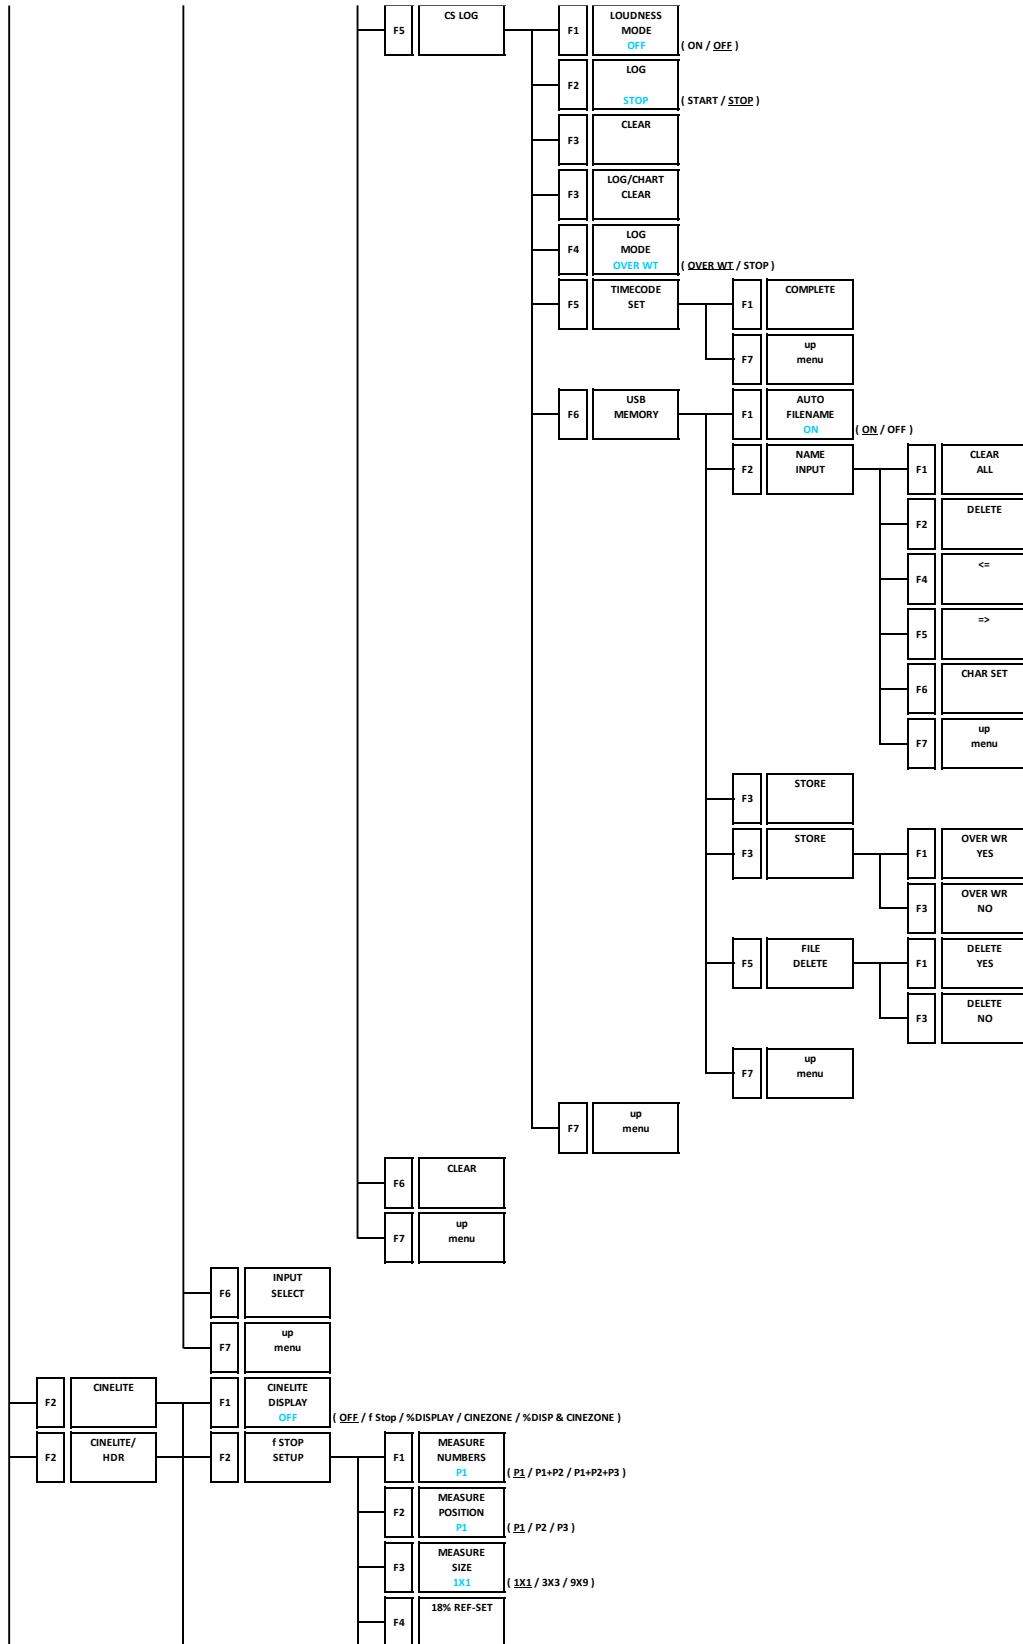 F5 CS LOG
F1 LOUDNESS MODE OFF ( ON / OFF )
F2 LOG STOP ( START / STOP )
F3 CLEAR
F3 LOG/CHART CLEAR
F4 LOG MODE OVER WT ( OVER WT / STOP )
F5 TIMECODE SET
F1 COMPLETE
F7 up menu
F6 USB MEMORY
F1 AUTO FILENAME ON ( ON / OFF )
F2 NAME INPUT
F1 CLEAR ALL
F2 DELETE
F4 <=
F5 =>
F6 CHAR SET
F7 up menu
F3 STORE
F3 STORE
F1 OVER WR YES
F3 OVER WR NO
F5 FILE DELETE
F1 DELETE YES
F3 DELETE NO
F7 up menu
F7 up menu
F6 CLEAR
F7 up menu
F6 INPUT SELECT
F7 up menu
F2 CINELITE
F1 CINELITE DISPLAY OFF ( OFF / f Stop / %DISPLAY / CINEZONE / %DISP & CINEZONE )
F2 CINELITE/ HDR
F2 f STOP SETUP
F1 MEASURE NUMBERS P1 ( P1 / P1+P2 / P1+P2+P3 )
F2 MEASURE POSITION P1 ( P1 / P2 / P3 )
F3 MEASURE SIZE 1X1 ( 1X1 / 3X3 / 9X9 )
F4 18% REF-SET